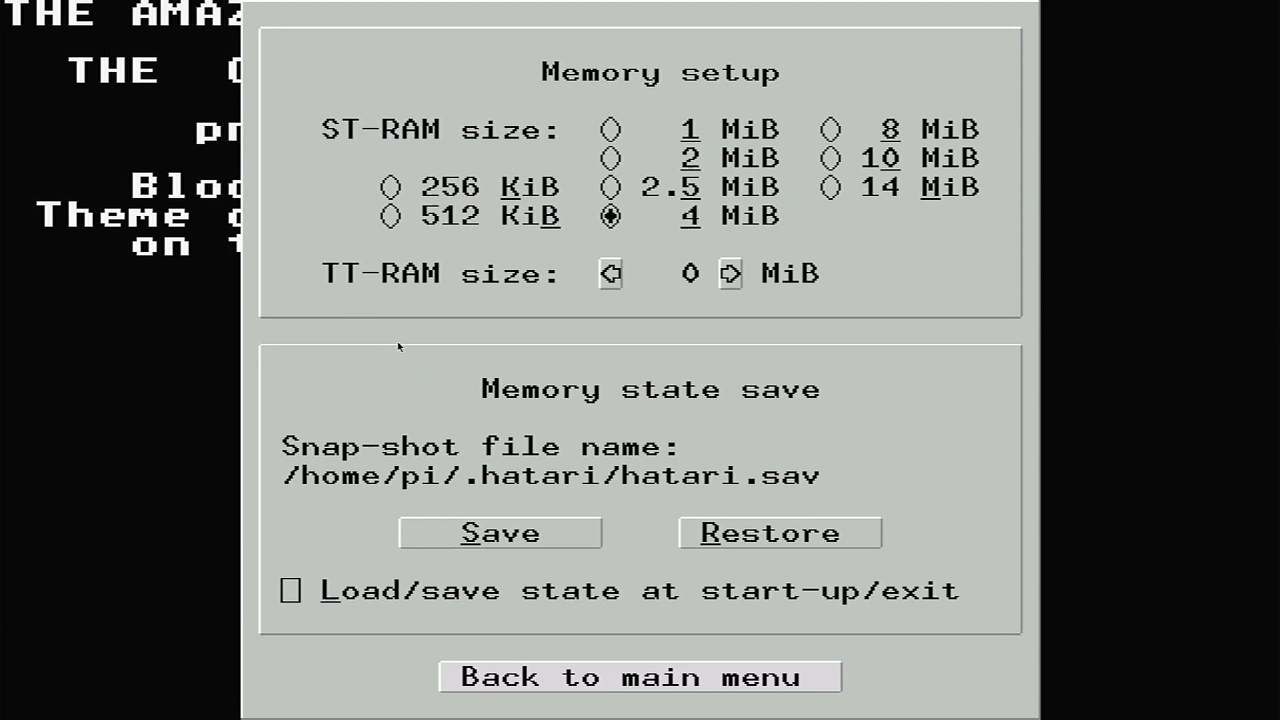 THE AMAZ
THE
pr
Bloo
Theme
on
Memory setup
ST-RAM size: 1 MiB 8 MiB
2 MiB 10 MiB
256 KiB 2.5 MiB 14 MiB
512 KiB 4 MiB
TT-RAM size: 0 MiB
Memory state save
Snap-shot file name:
/home/pi/.hatari/hatari.sav
Save Restore
Load/save state at start-up/exit
Back to main menu